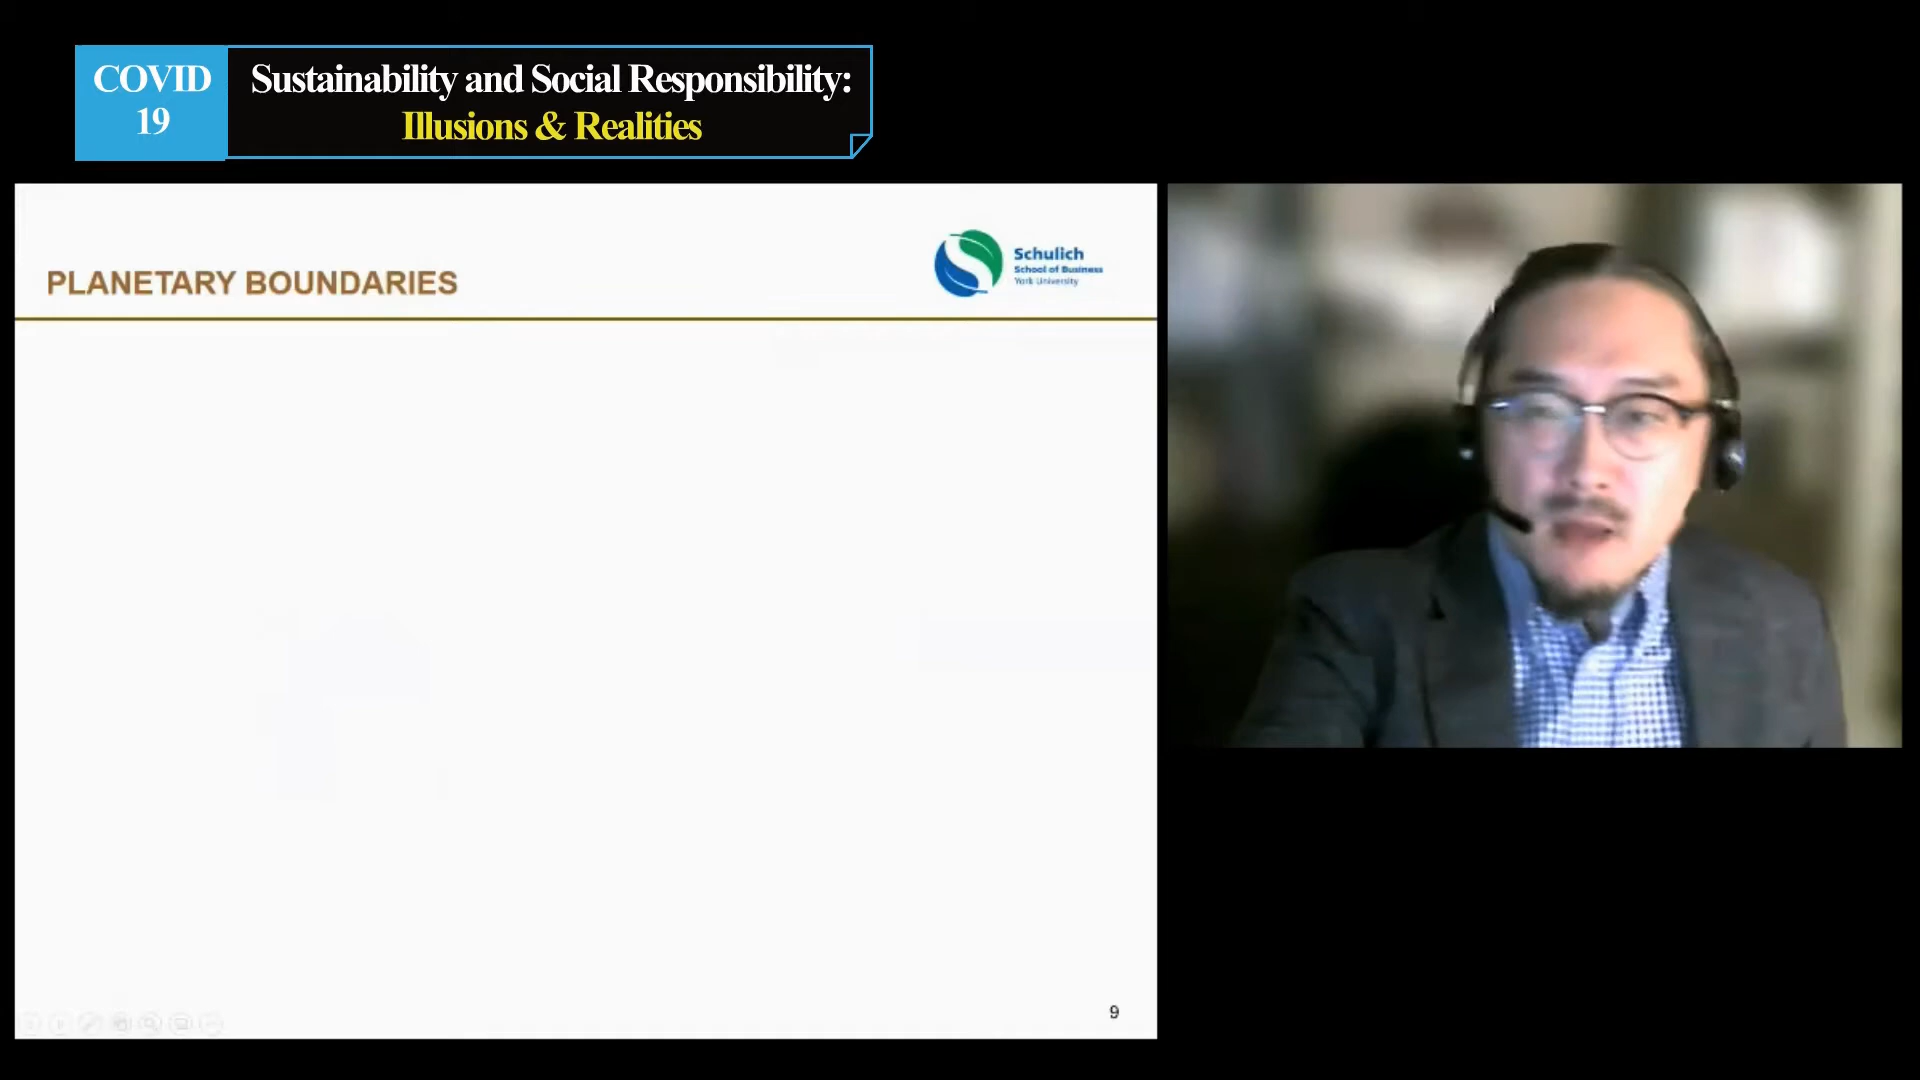 COVID
19
Sustainability and Social Responsibility:
Illusions & Realities
PLANETARY BOUNDARIES
Schulich
School of Business
York University
9